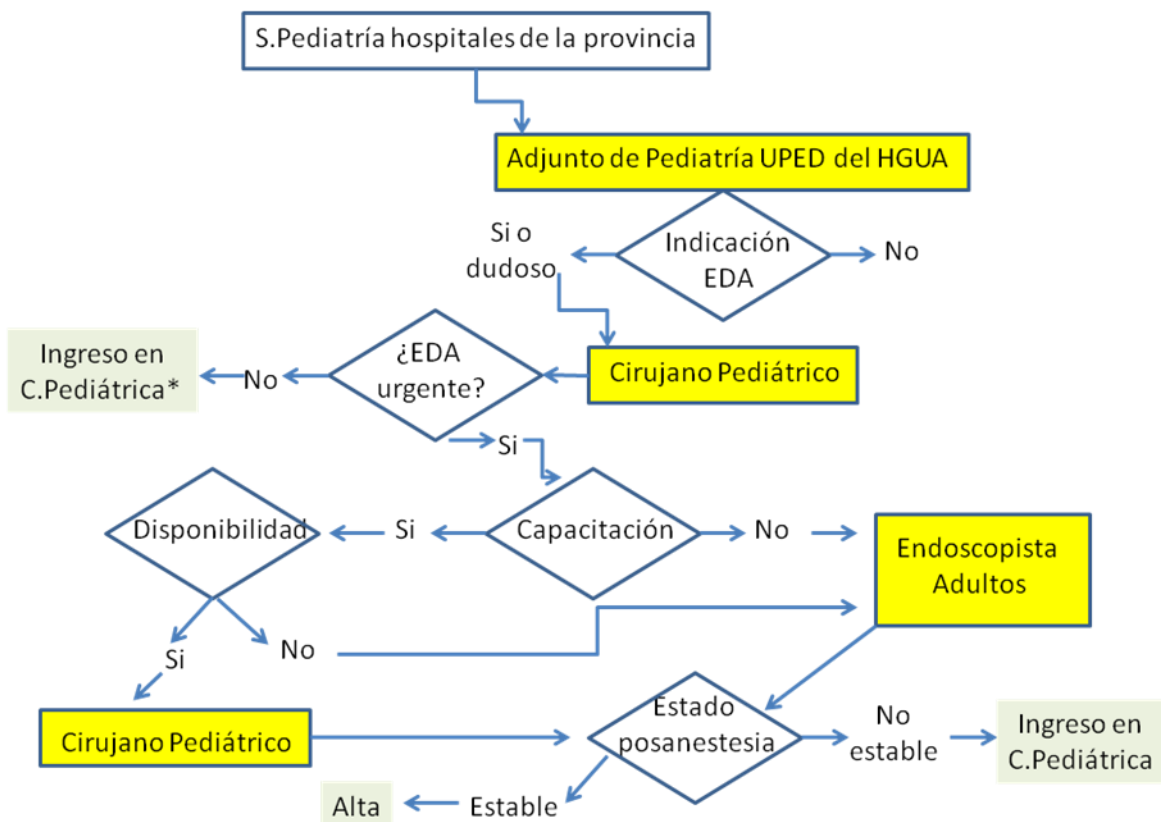 S.Pediatría hospitales de la provincia
Adjunto de Pediatría UPED del HGUA
Si o
dudoso
Indicación
EDA
No
Ingreso en
C.Pediátrica*
No
¿EDA
urgente?
Cirujano Pediátrico
Si
Disponibilidad
Si
Capacitación
No
Endoscopista
Adultos
Si
No
Cirujano Pediátrico
Estado
posanestesia
No
estable
Ingreso en
C.Pediátrica
Alta
Estable